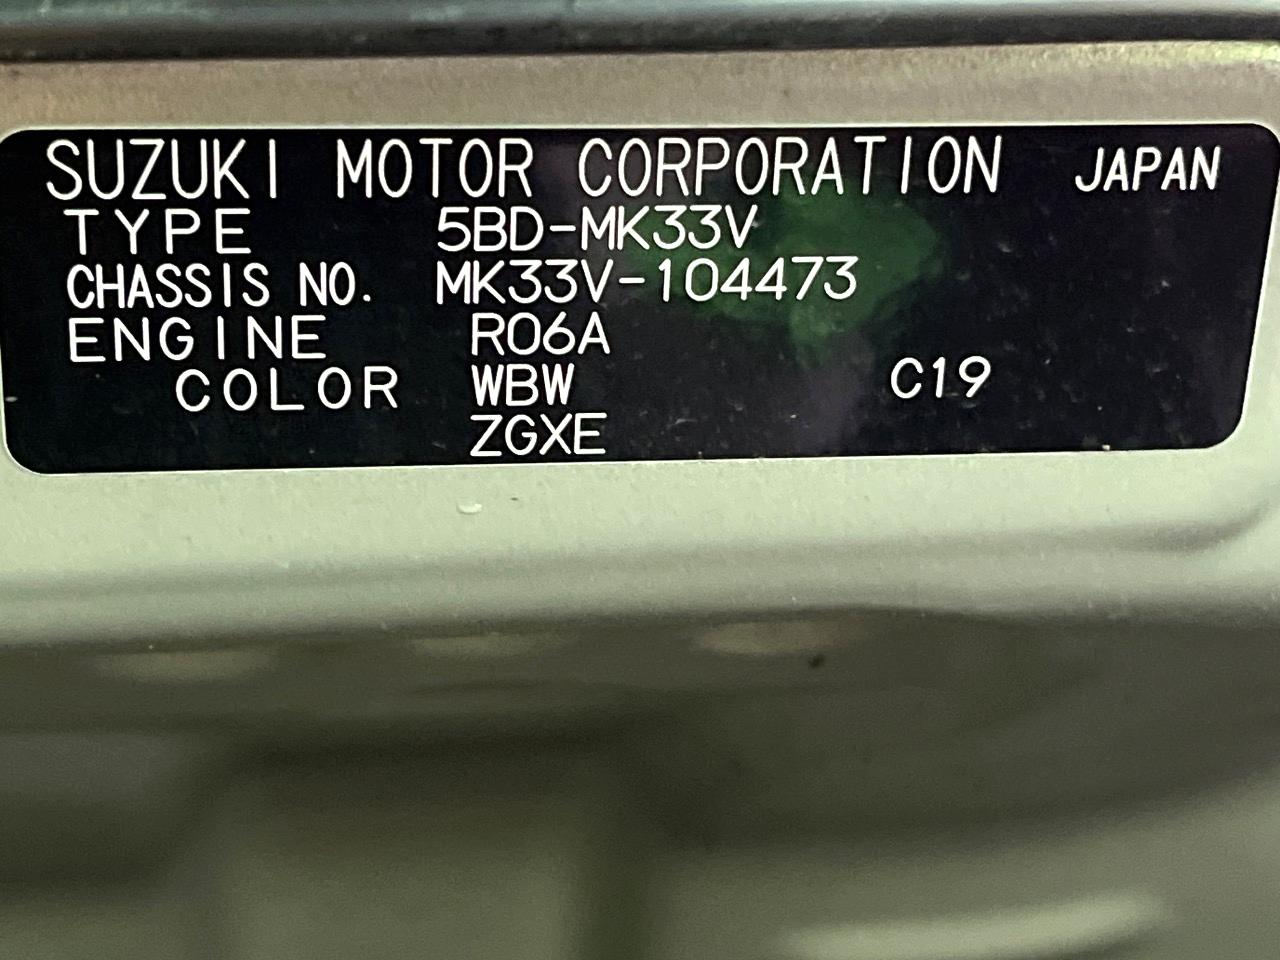 SUZUKI MOTOR CORPORATION JAPAN
TYPE 5BD-MK33V
CHASSIS NO. MK33V-104473
ENGINE R06A
COLOR WBW C19
ZGXE